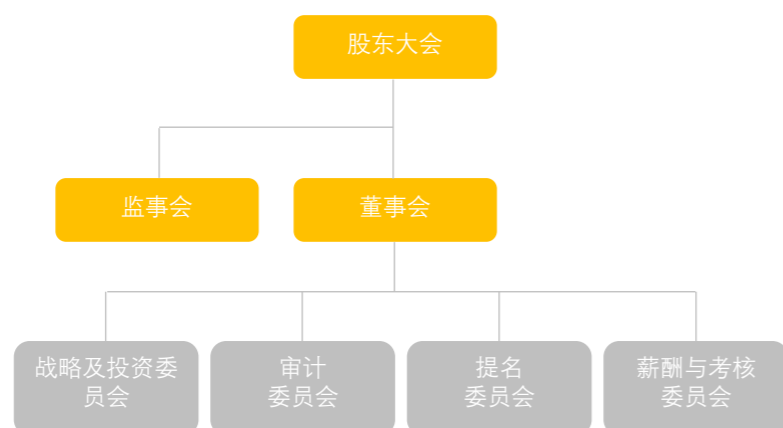 股东大会
监事会
董事会
战略及投资委
员会
审计
委员会
提名
委员会
薪酬与考核
委员会